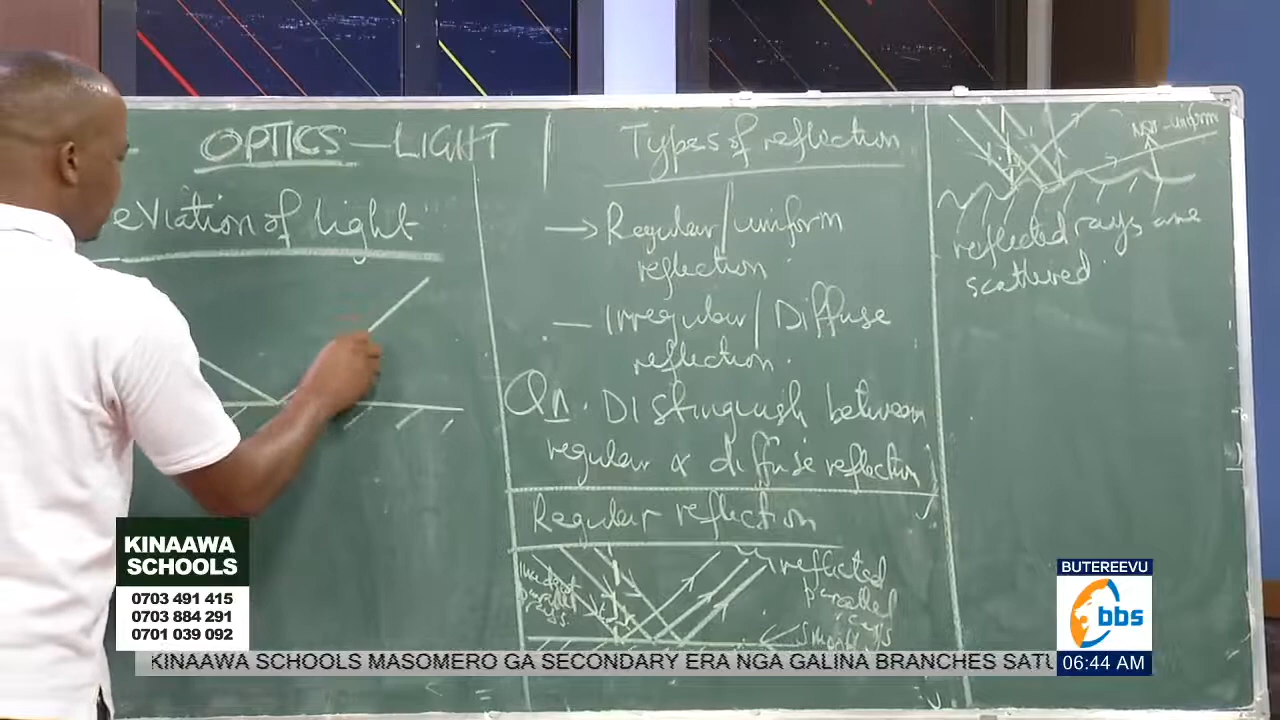 OPTICS - LIGHT
eviation of light
Types of reflection
→ Regular/uniform
reflection.
— Irregular/ Diffuse
reflection.
Qn. Distinguish between
regular & diffuse reflection
Regular reflection
Incident
parallel
rays.
reflected
parallel
rays
Smooth
Not-uniform
reflected rays are
scattered.
KINAAWA
SCHOOLS
0703 491 415
0703 884 291
0701 039 092
BUTEREEVU
bbs
06:44 AM
KINAAWA SCHOOLS MASOMERO GA SECONDARY ERA NGA GALINA BRANCHES SATU